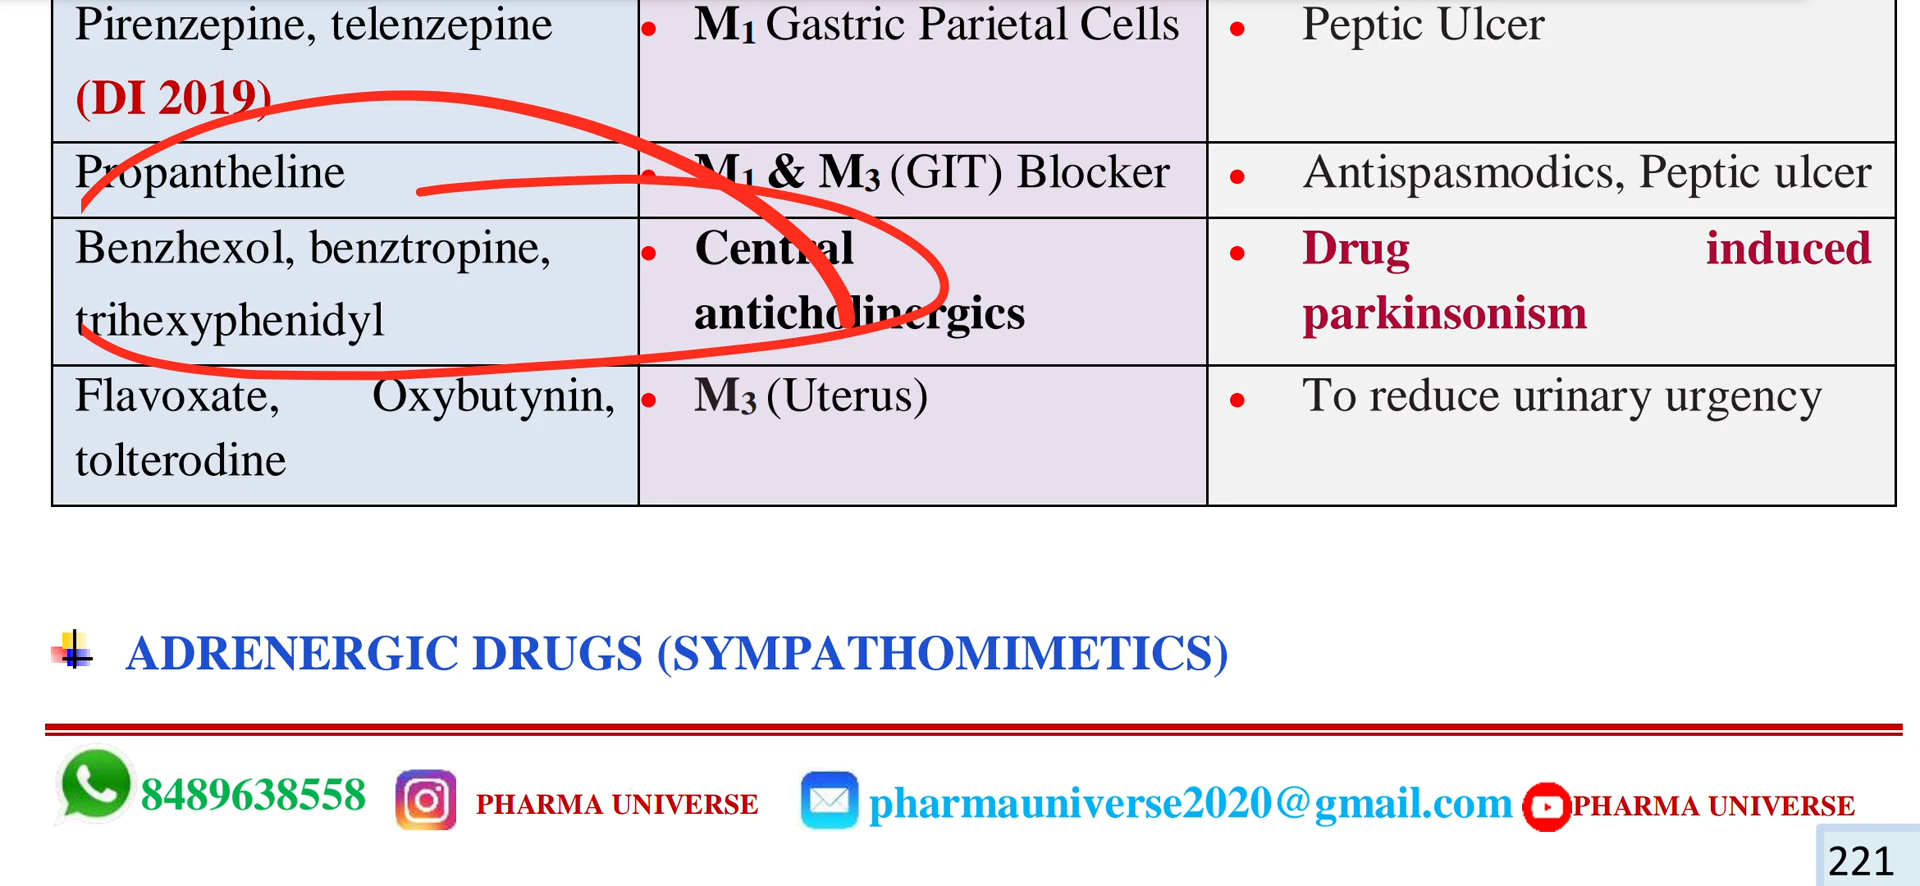 Pirenzepine, telenzepine
(DI 2019)
• M₁ Gastric Parietal Cells
• Peptic Ulcer
Propantheline
• M₁ & M₃ (GIT) Blocker
• Antispasmodics, Peptic ulcer
Benzhexol, benztropine,
trihexyphenidyl
• Central
anticholinergics
• Drug induced
parkinsonism
Flavoxate, Oxybutynin,
tolterodine
• M₃ (Uterus)
• To reduce urinary urgency
ADRENERGIC DRUGS (SYMPATHOMIMETICS)
8489638558 PHARMA UNIVERSE pharmauniverse2020@gmail.com PHARMA UNIVERSE
221